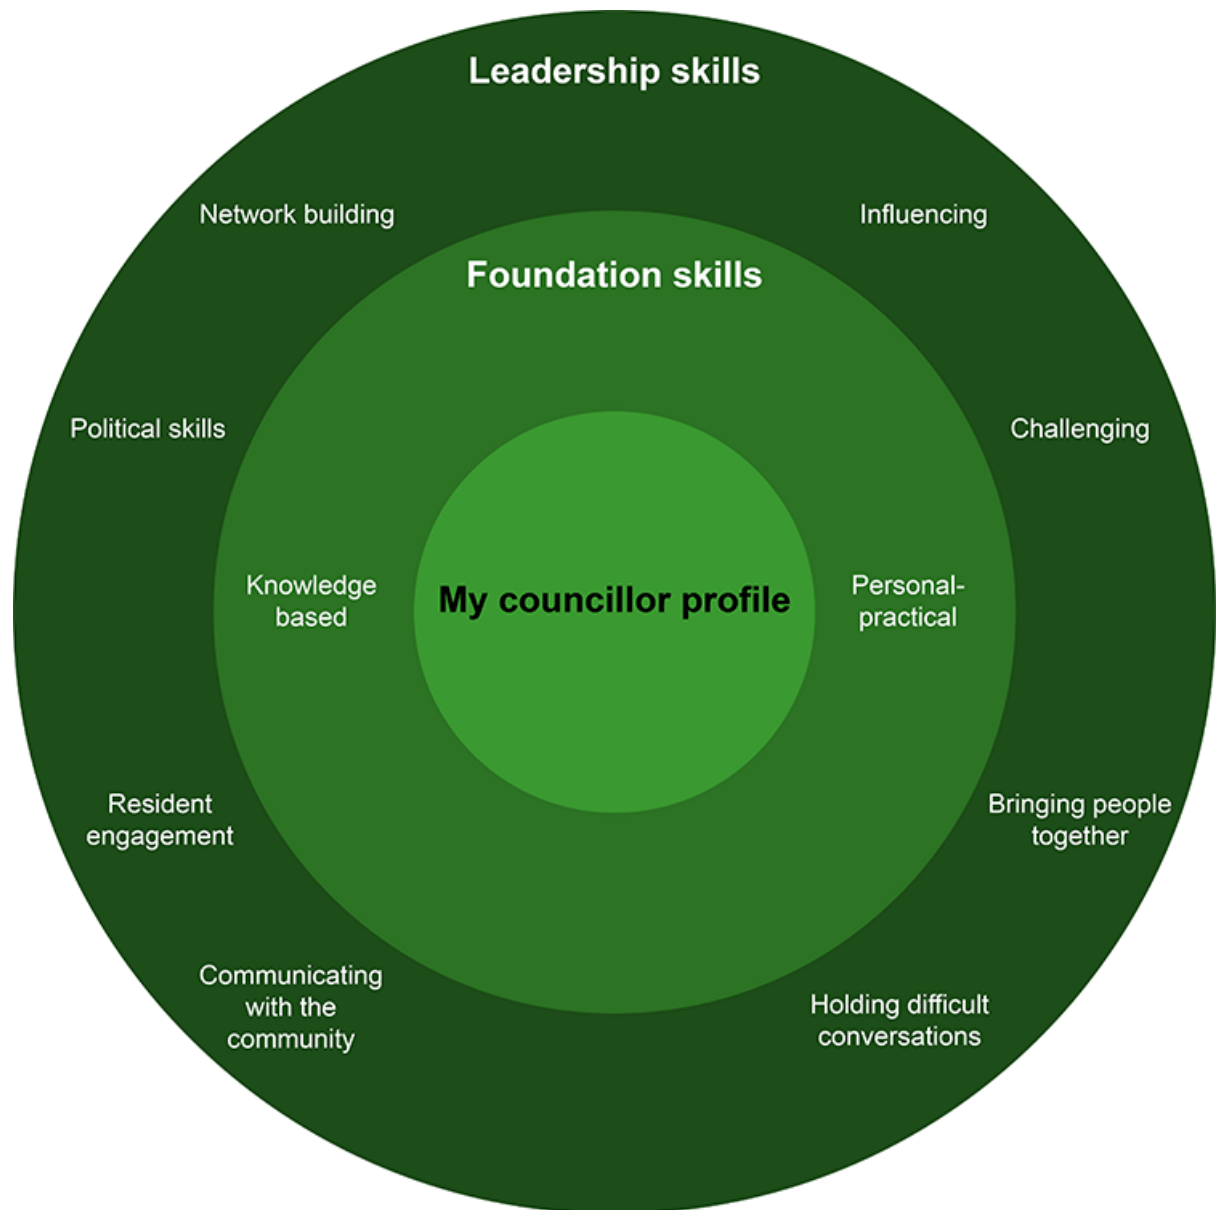 Leadership skills
Network building
Influencing
Foundation skills
Political skills
Challenging
Knowledge
based
My councillor profile
Personal-
practical
Resident
engagement
Bringing people
together
Communicating
with the
community
Holding difficult
conversations